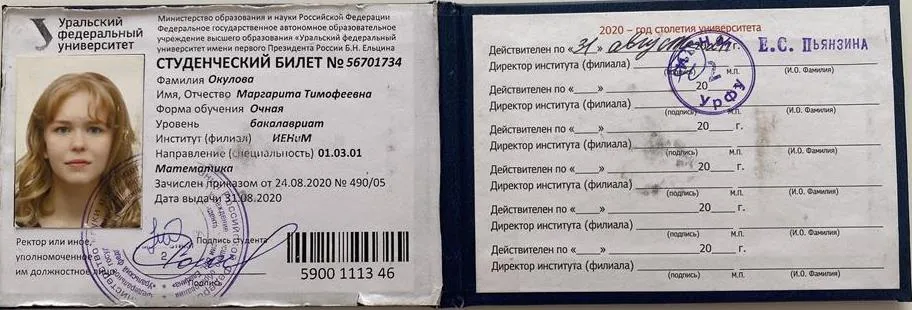 Уральский
федеральный
университет
Министерство образования и науки Российской Федерации
Федеральное государственное автономное образовательное
учреждение высшего образования «Уральский федеральный
университет имени первого Президента России Б.Н. Ельцина
СТУДЕНЧЕСКИЙ БИЛЕТ № 56701734
Фамилия Окулова
Имя, Отчество Маргарита Тимофеевна
Форма обучения Очная
Уровень бакалавриат
Институт (филиал) ИЕНиМ
Направление (специальность) 01.03.01
Математика
Зачислен приказом от 24.08.2020 № 490/05
Дата выдачи 31.08.2020
Ректор или иное
уполномоченное
им должностное лицо
Подпись студента
Подпись
5900 1113 46
2020 – год столетия университета
Действителен по «31» августа 20 г.
Директор института (филиала) Е.С. Пьянзина
(подпись) М.П. (И.О. Фамилия)
УрФУ
Действителен по «___» 20 г.
Директор института (филиала)
(подпись) М.П. (И.О. Фамилия)
Действителен по «___» 20___ г.
Директор института (филиала)
(подпись) М.П. (И.О. Фамилия)
Действителен по «___» 20___ г.
Директор института (филиала)
(подпись) М.П. (И.О. Фамилия)
Действителен по «___» 20___ г.
Директор института (филиала)
(подпись) М.П. (И.О. Фамилия)
Действителен по «___» 20___ г.
Директор института (филиала)
(подпись) М.П. (И.О. Фамилия)